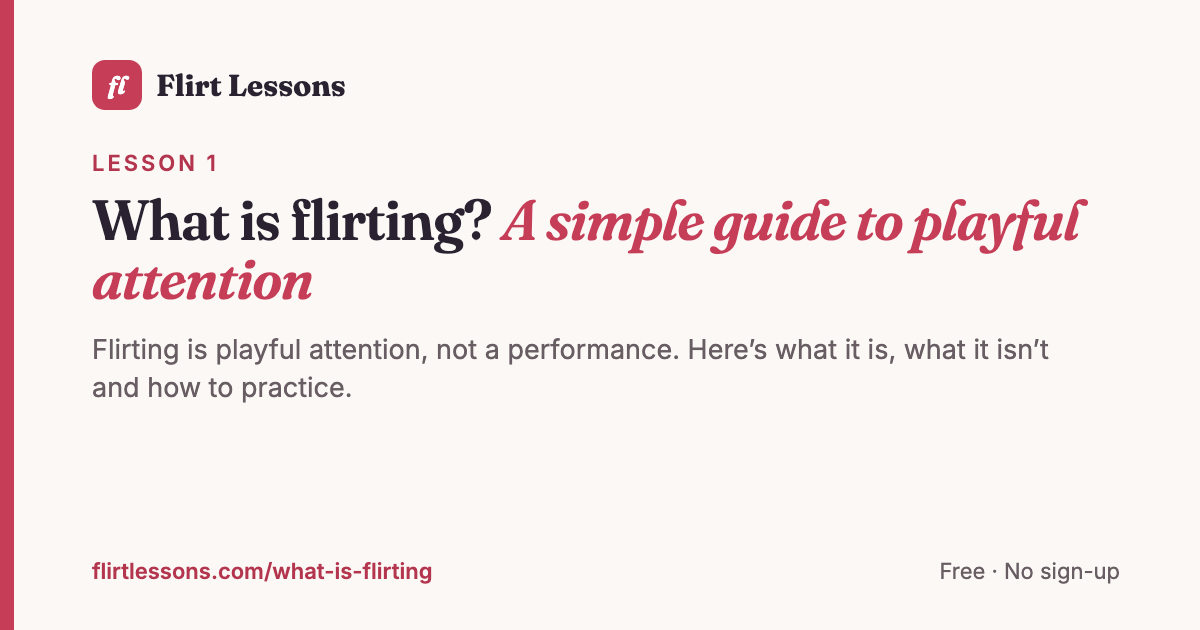 fl
Flirt Lessons
LESSON 1
What is flirting? A simple guide to playful
attention
Flirting is playful attention, not a performance. Here’s what it is, what it isn’t
and how to practice.
flirtlessons.com/what-is-flirting
Free · No sign-up